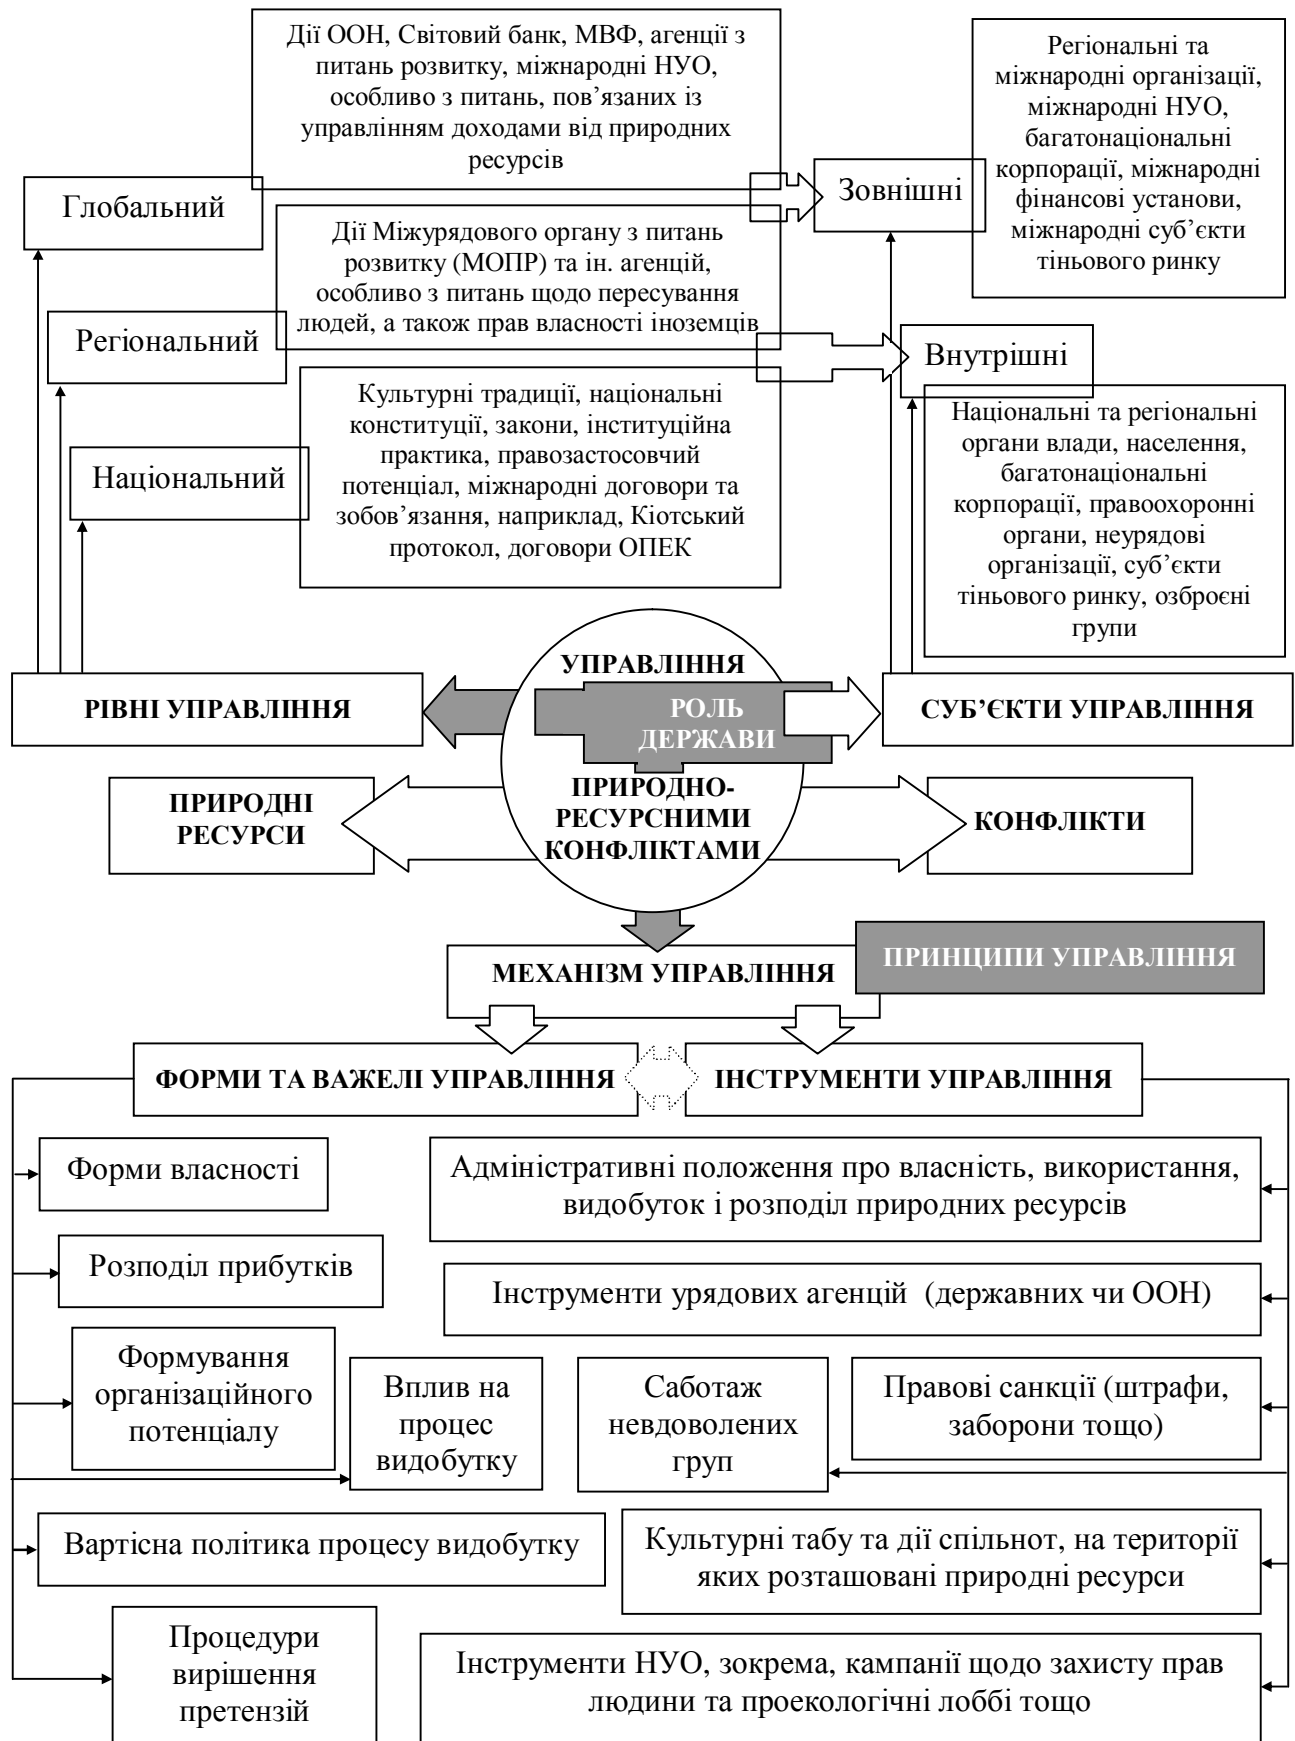 Дії ООН, Світовий банк, МВФ, агенції з
питань розвитку, міжнародні НУО,
особливо з питань, пов’язаних із
управлінням доходами від природних
ресурсів
Регіональні та
міжнародні організації,
міжнародні НУО,
багатонаціональні
корпорації, міжнародні
фінансові установи,
міжнародні суб’єкти
тіньового ринку
Глобальний
Зовнішні
Дії Міжурядового органу з питань
розвитку (МОПР) та ін. агенцій,
особливо з питань щодо пересування
людей, а також прав власності іноземців
Регіональний
Внутрішні
Культурні традиції, національні
конституції, закони, інституційна
практика, правозастосовчий
потенціал, міжнародні договори та
зобов’язання, наприклад, Кіотський
протокол, договори ОПЕК
Національний
Національні та регіональні
органи влади, населення,
багатонаціональні
корпорації, правоохоронні
органи, неурядові
організації, суб’єкти
тіньового ринку, озброєні
групи
УПРАВЛІННЯ
РІВНІ УПРАВЛІННЯ
РОЛЬ
ДЕРЖАВИ
СУБ’ЄКТИ УПРАВЛІННЯ
ПРИРОДНІ
РЕСУРСИ
ПРИРОДНО-
РЕСУРСНИМИ
КОНФЛІКТАМИ
КОНФЛІКТИ
МЕХАНІЗМ УПРАВЛІННЯ
ПРИНЦИПИ УПРАВЛІННЯ
ФОРМИ ТА ВАЖЕЛІ УПРАВЛІННЯ
ІНСТРУМЕНТИ УПРАВЛІННЯ
Форми власності
Адміністративні положення про власність, використання,
видобуток і розподіл природних ресурсів
Розподіл прибутків
Інструменти урядових агенцій (державних чи ООН)
Формування
організаційного
потенціалу
Вплив на
процес
видобутку
Саботаж
невдоволених
груп
Правові санкції (штрафи,
заборони тощо)
Вартісна політика процесу видобутку
Культурні табу та дії спільнот, на території
яких розташовані природні ресурси
Процедури
вирішення
претензій
Інструменти НУО, зокрема, кампанії щодо захисту прав
людини та проекологічні лоббі тощо